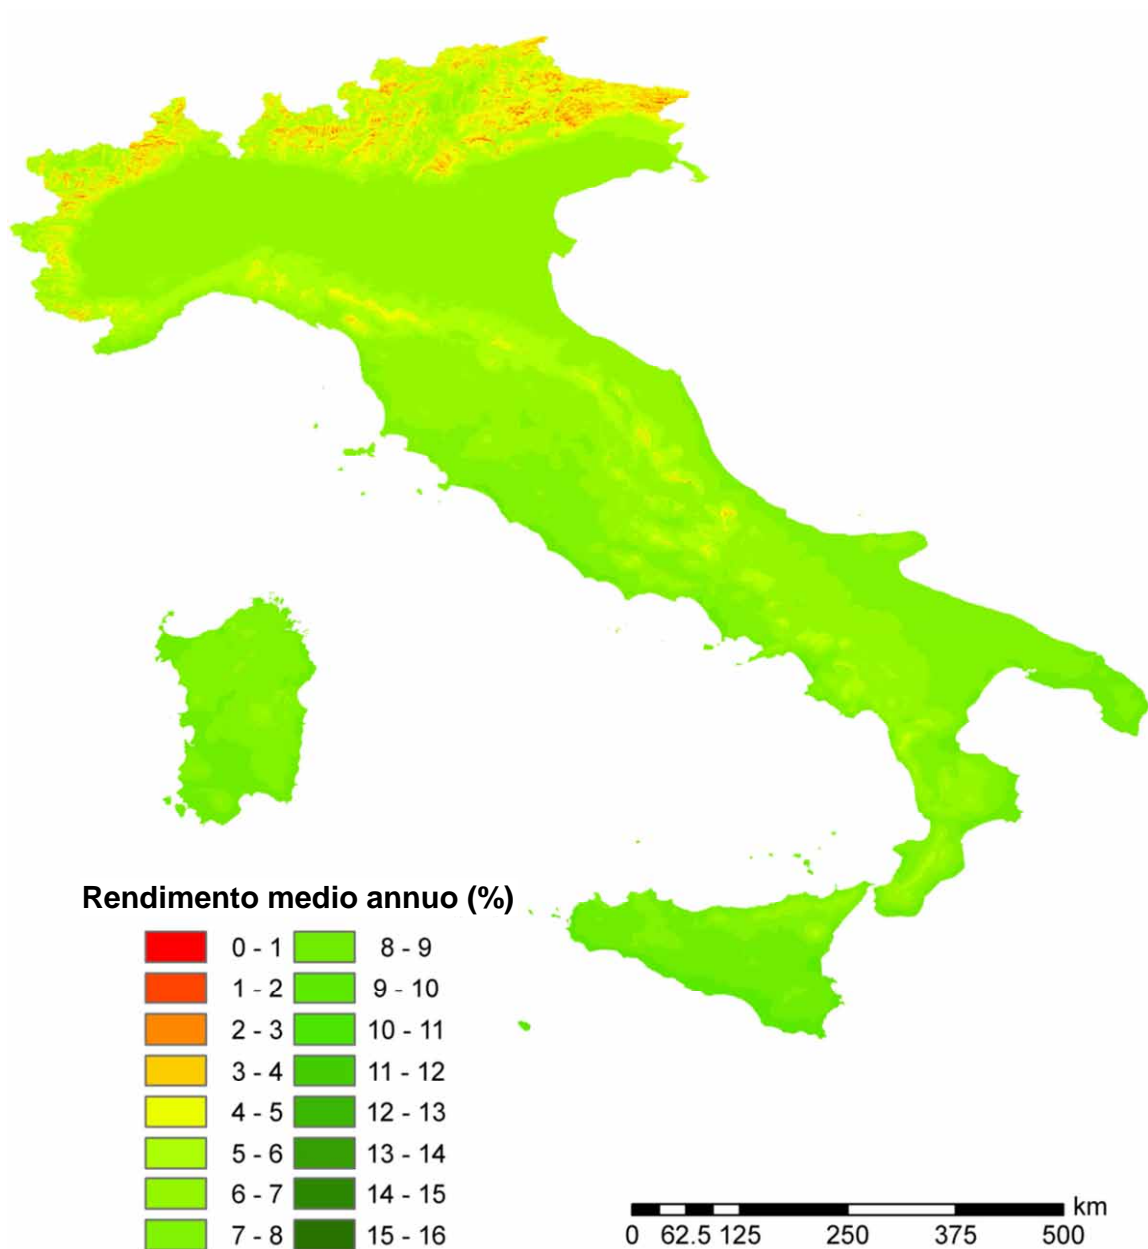 Rendimento medio annuo (%)
0 - 1 8 - 9
1 - 2 9 - 10
2 - 3 10 - 11
3 - 4 11 - 12
4 - 5 12 - 13
5 - 6 13 - 14
6 - 7 14 - 15
7 - 8 15 - 16
km
0 62.5 125 250 375 500